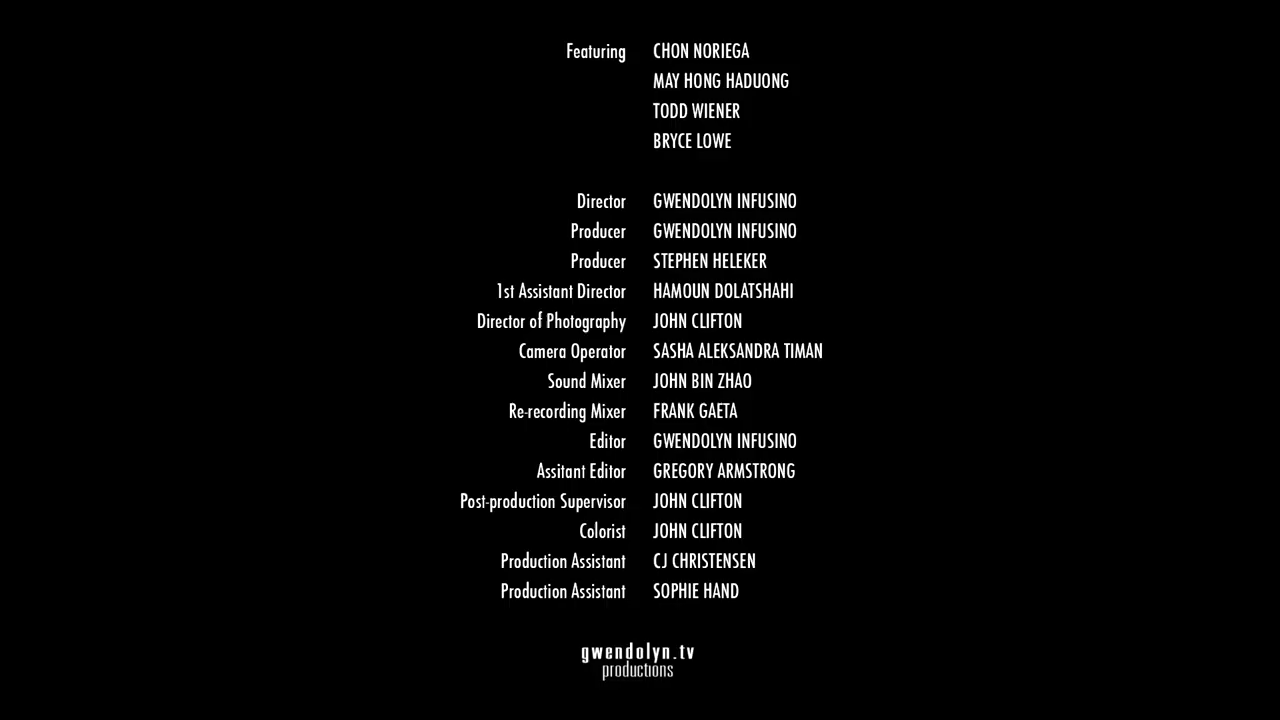 Featuring CHON NORIEGA
MAY HONG HADUONG
TODD WIENER
BRYCE LOWE
Director GWENDOLYN INFUSINO
Producer GWENDOLYN INFUSINO
Producer STEPHEN HELEKER
1st Assistant Director HAMOUN DOLATSHAHI
Director of Photography JOHN CLIFTON
Camera Operator SASHA ALEKSANDRA TIMAN
Sound Mixer JOHN BIN ZHAO
Re-recording Mixer FRANK GAETA
Editor GWENDOLYN INFUSINO
Assitant Editor GREGORY ARMSTRONG
Post-production Supervisor JOHN CLIFTON
Colorist JOHN CLIFTON
Production Assistant CJ CHRISTENSEN
Production Assistant SOPHIE HAND
gwendolyn.tv
productions